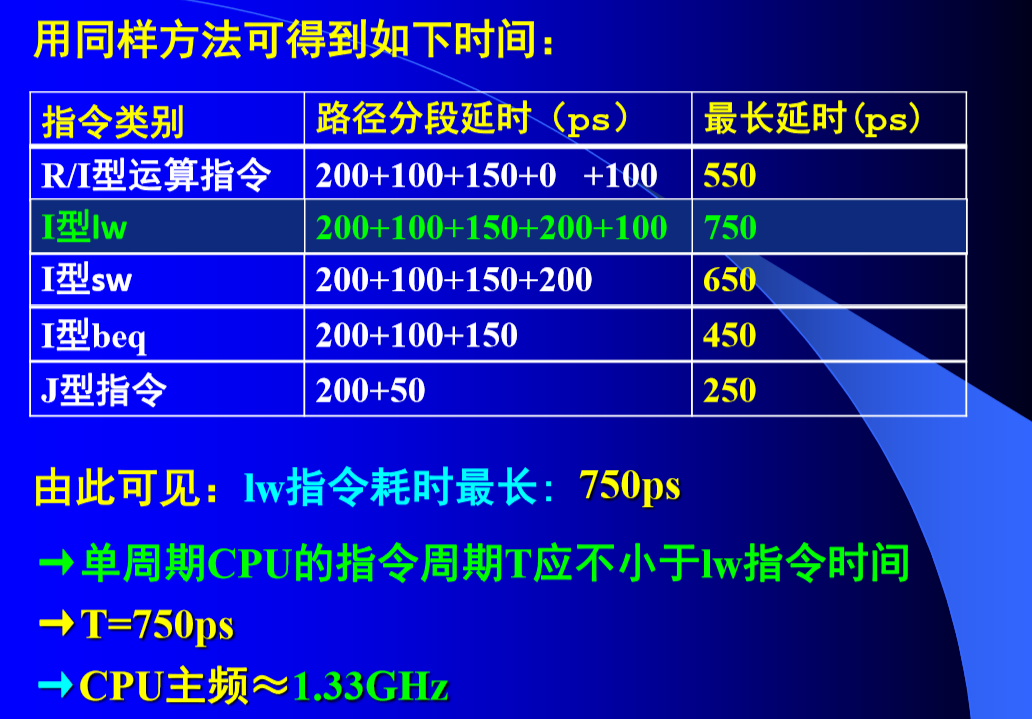 用同样方法可得到如下时间：
指令类别 路径分段延时（ps） 最长延时(ps)
R/I型运算指令 200+100+150+0 +100 550
I型lw 200+100+150+200+100 750
I型sw 200+100+150+200 650
I型beq 200+100+150 450
J型指令 200+50 250
由此可见：lw指令耗时最长：750ps
→单周期CPU的指令周期T应不小于lw指令时间
→T=750ps
→CPU主频≈1.33GHz